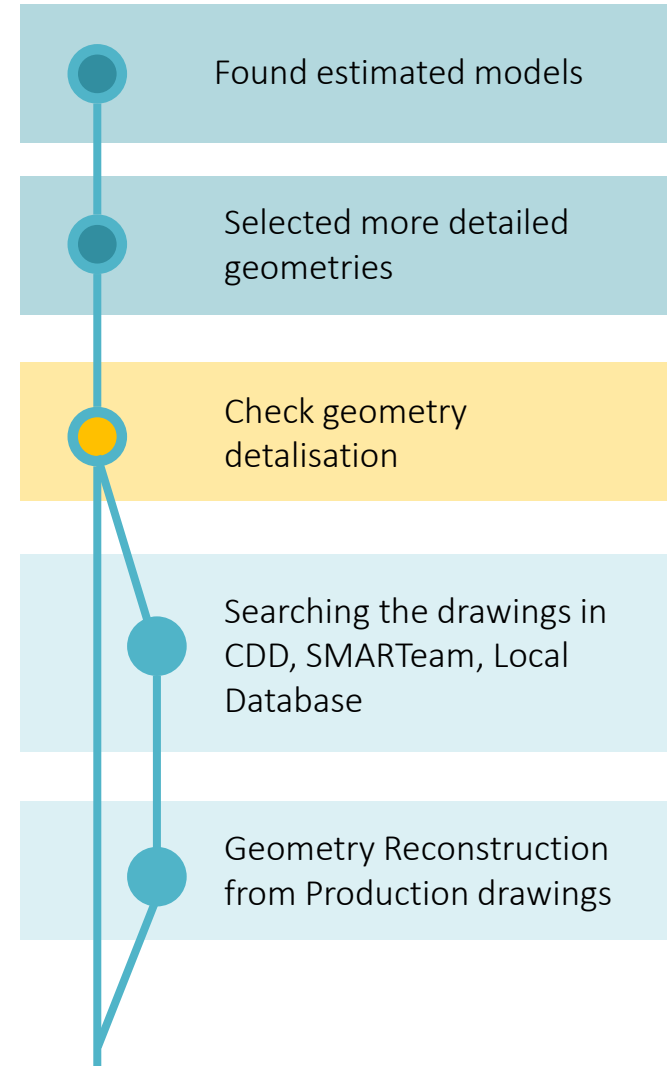 Found estimated models
Selected more detailed
geometries
Check geometry
detalisation
Searching the drawings in
CDD, SMARTeam, Local
Database
Geometry Reconstruction
from Production drawings